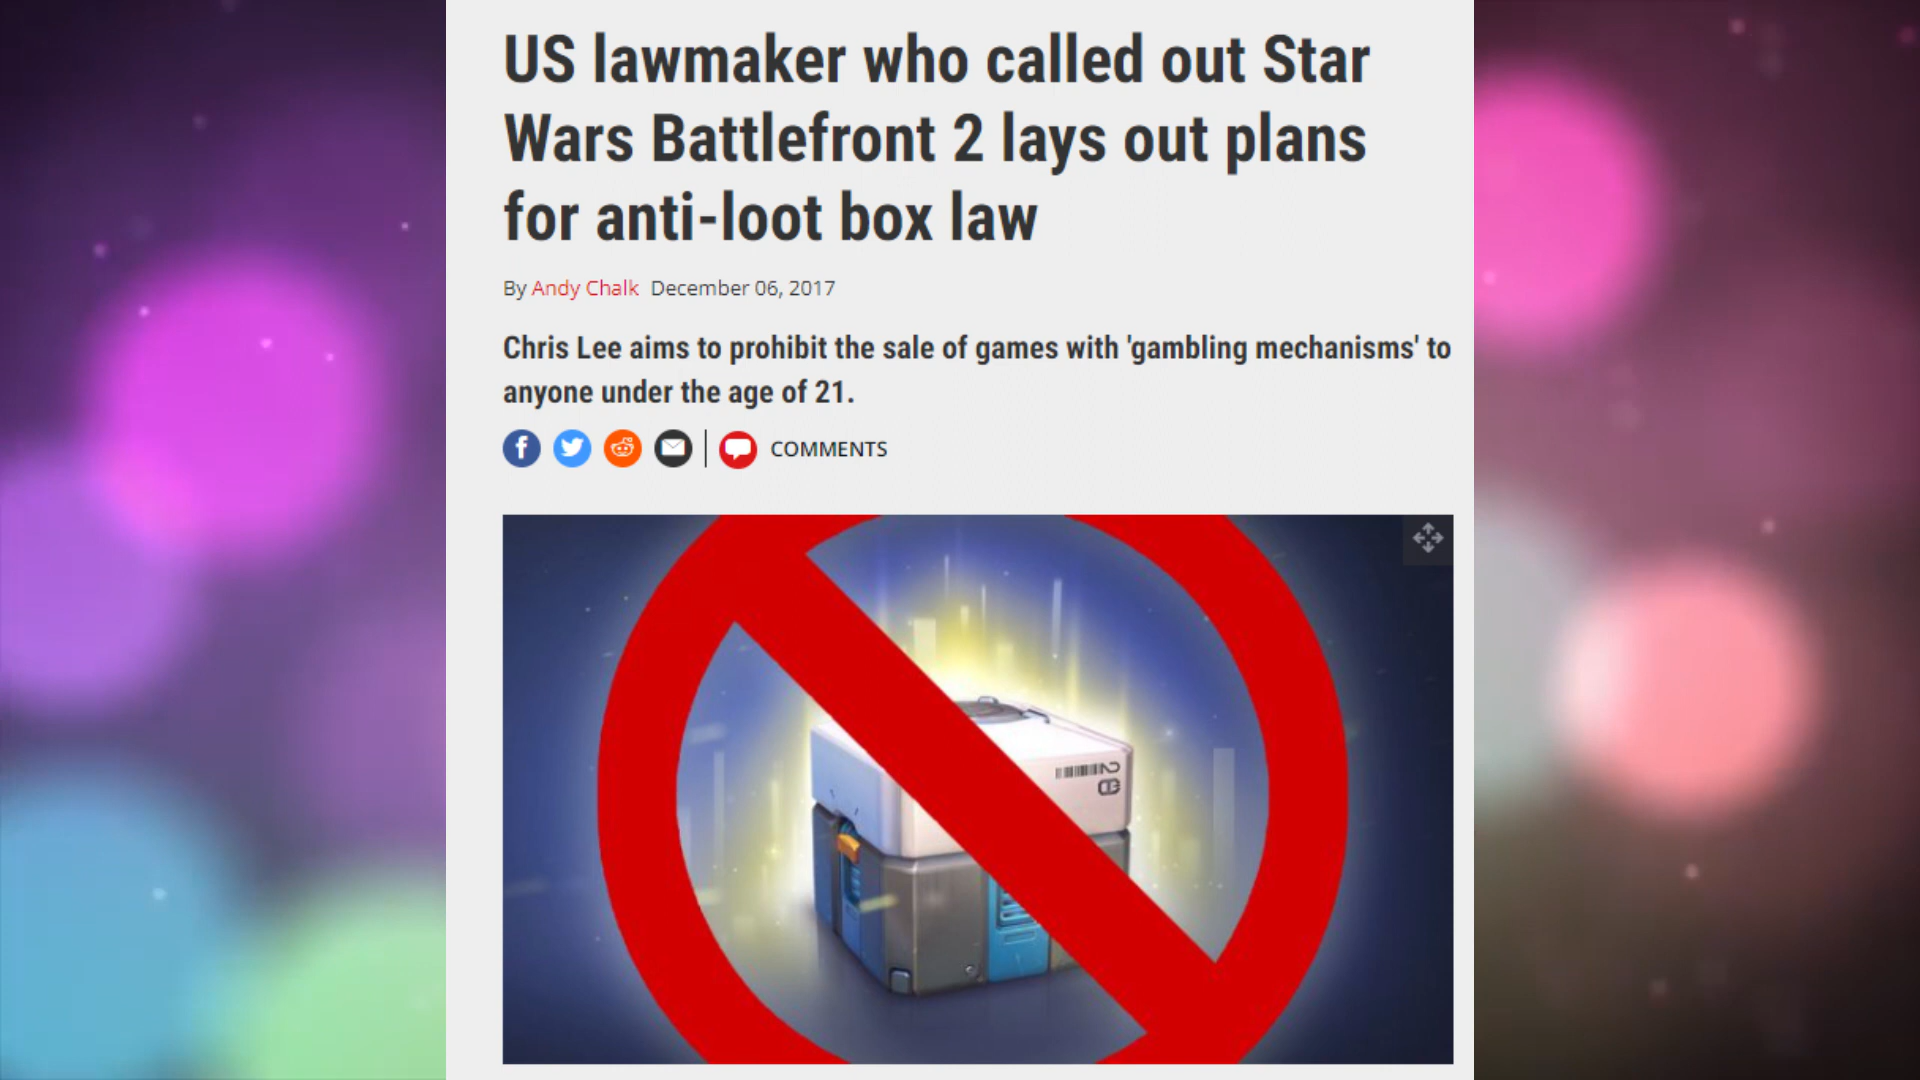 US lawmaker who called out Star
Wars Battlefront 2 lays out plans
for anti-loot box law
By Andy Chalk December 06, 2017
Chris Lee aims to prohibit the sale of games with 'gambling mechanisms' to
anyone under the age of 21.
COMMENTS